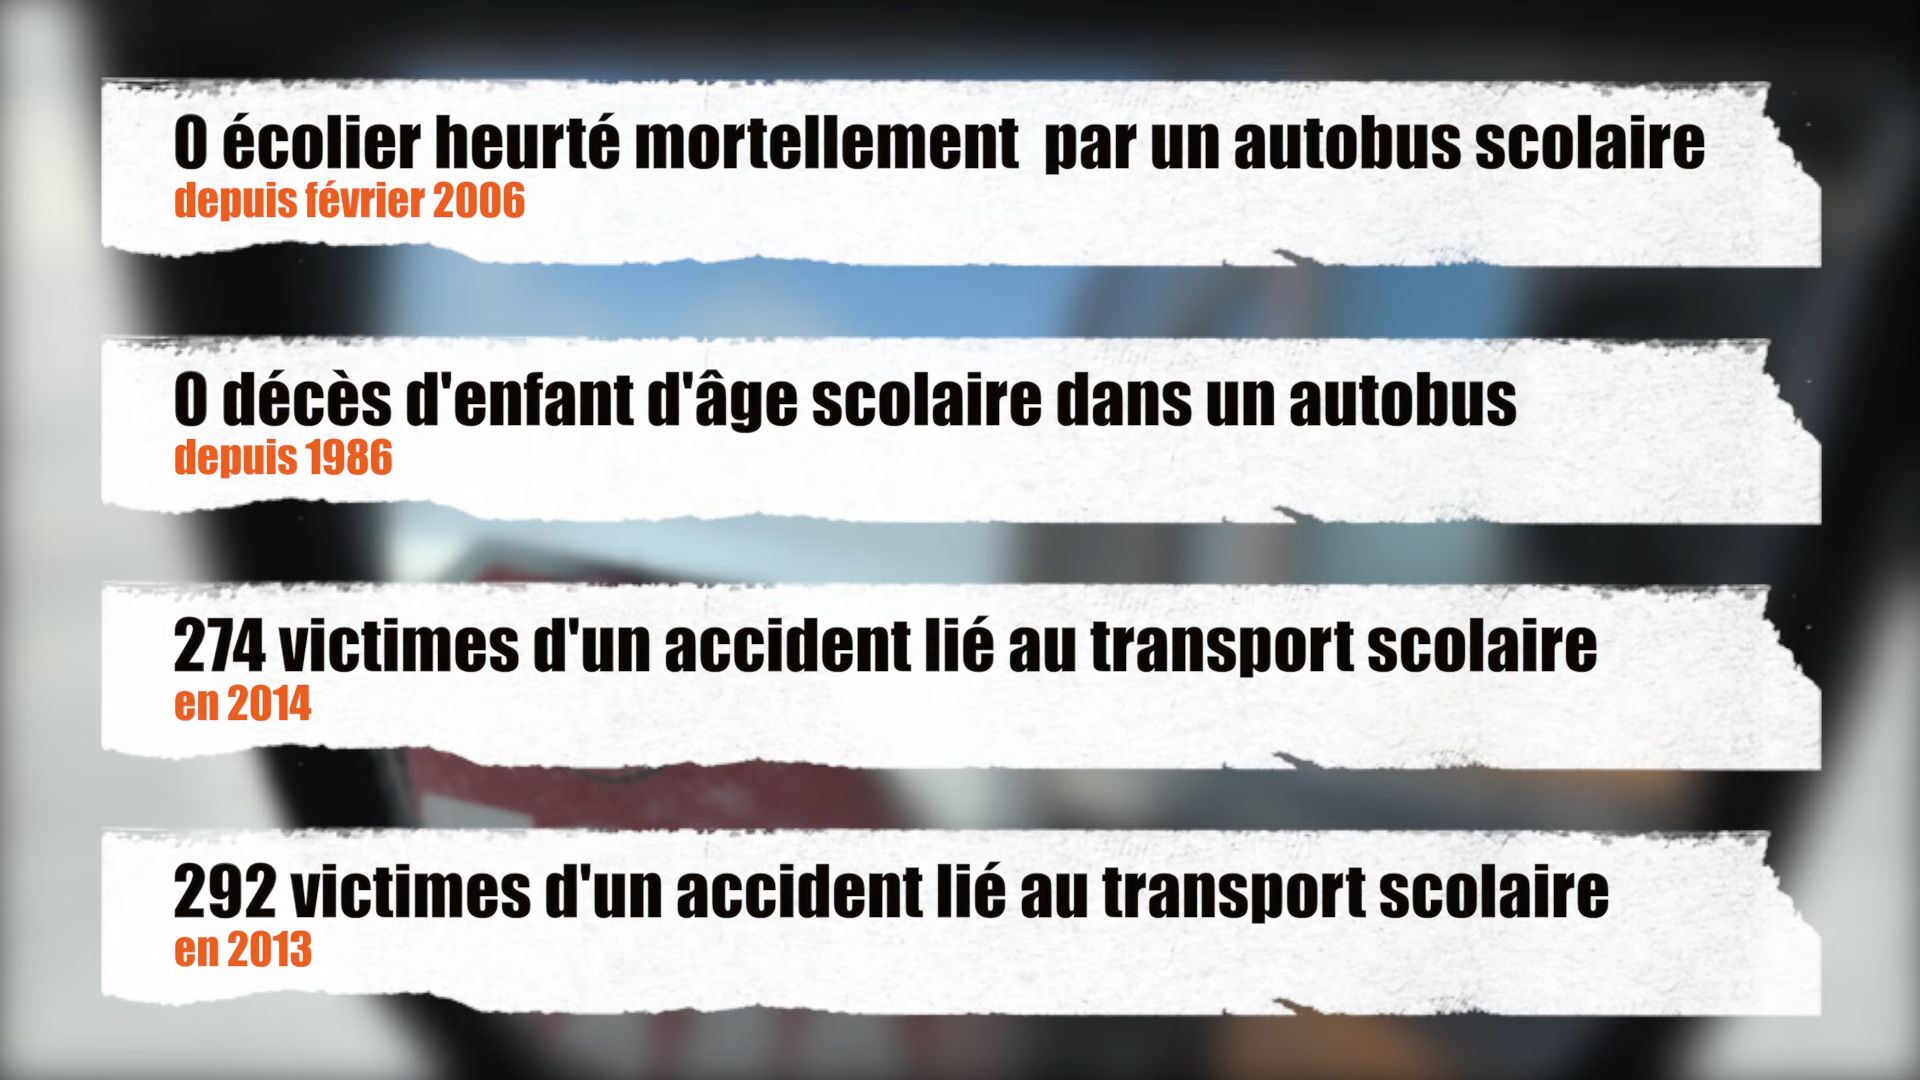 0 écolier heurté mortellement par un autobus scolaire
depuis février 2006
0 décès d'enfant d'âge scolaire dans un autobus
depuis 1986
274 victimes d'un accident lié au transport scolaire
en 2014
292 victimes d'un accident lié au transport scolaire
en 2013